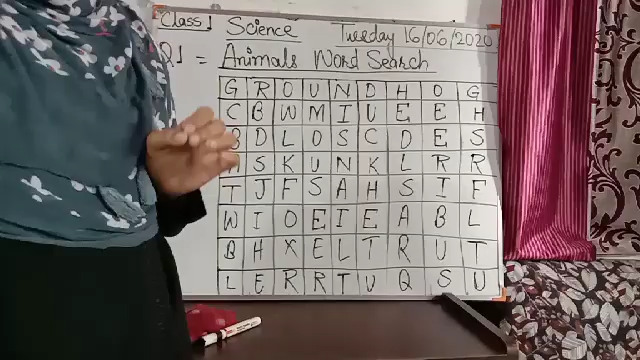 Class 1 Science Tuesday 16/06/2020
Q1 = Animals Word Search
G R O U N D H O G
C B W M I U E E H
B D L O S C D E S
A S K U N K L R R
T J F S A H S I F
W I O E I E A B L
B H X E L T R U T
L E R R T U Q S U